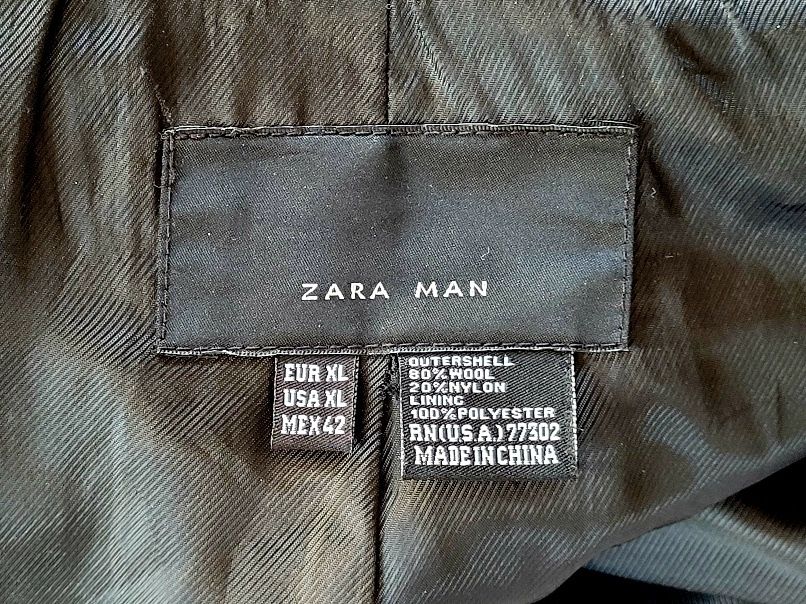 ZARA MAN
EUR XL
USA XL
MEX 42
OUTERSHELL
80%WOOL
20%NYLON
LINING
100%POLYESTER
RN(U.S.A.)77302
MADE IN CHINA